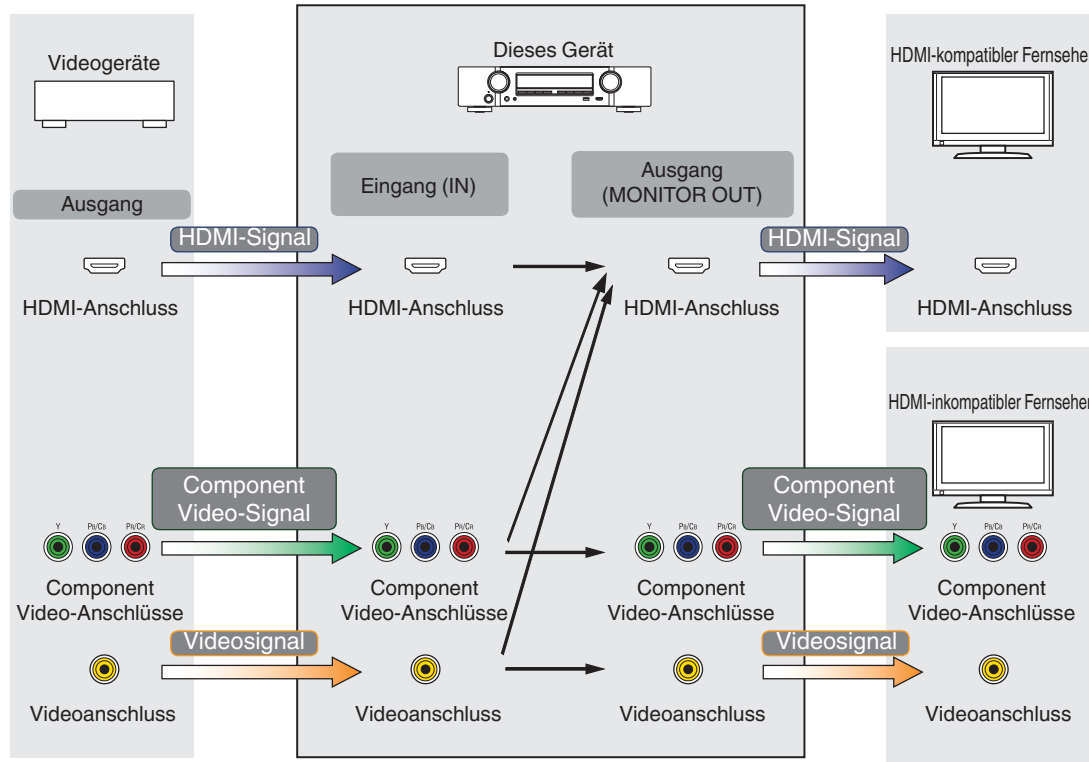 Videogeräte
Dieses Gerät
HDMI-kompatibler Fernsehe
Ausgang
Eingang (IN)
Ausgang
(MONITOR OUT)
HDMI-Signal
HDMI-Signal
HDMI-Anschluss
HDMI-Anschluss
HDMI-Anschluss
HDMI-Anschluss
HDMI-inkompatibler Fernseher
Component
Video-Signal
Component
Video-Signal
Y PB/CB PR/CR
Y PB/CB PR/CR
Y PB/CB PR/CR
Y PB/CB PR/CR
Component
Video-Anschlüsse
Component
Video-Anschlüsse
Component
Video-Anschlüsse
Component
Video-Anschlüsse
Videosignal
Videosignal
Videoanschluss
Videoanschluss
Videoanschluss
Videoanschluss